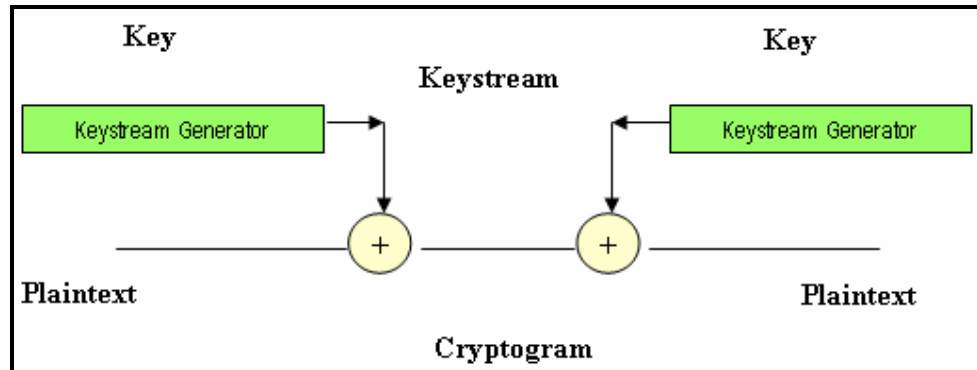 Key
Key
Keystream
Keystream Generator
Keystream Generator
+
+
Plaintext
Plaintext
Cryptogram